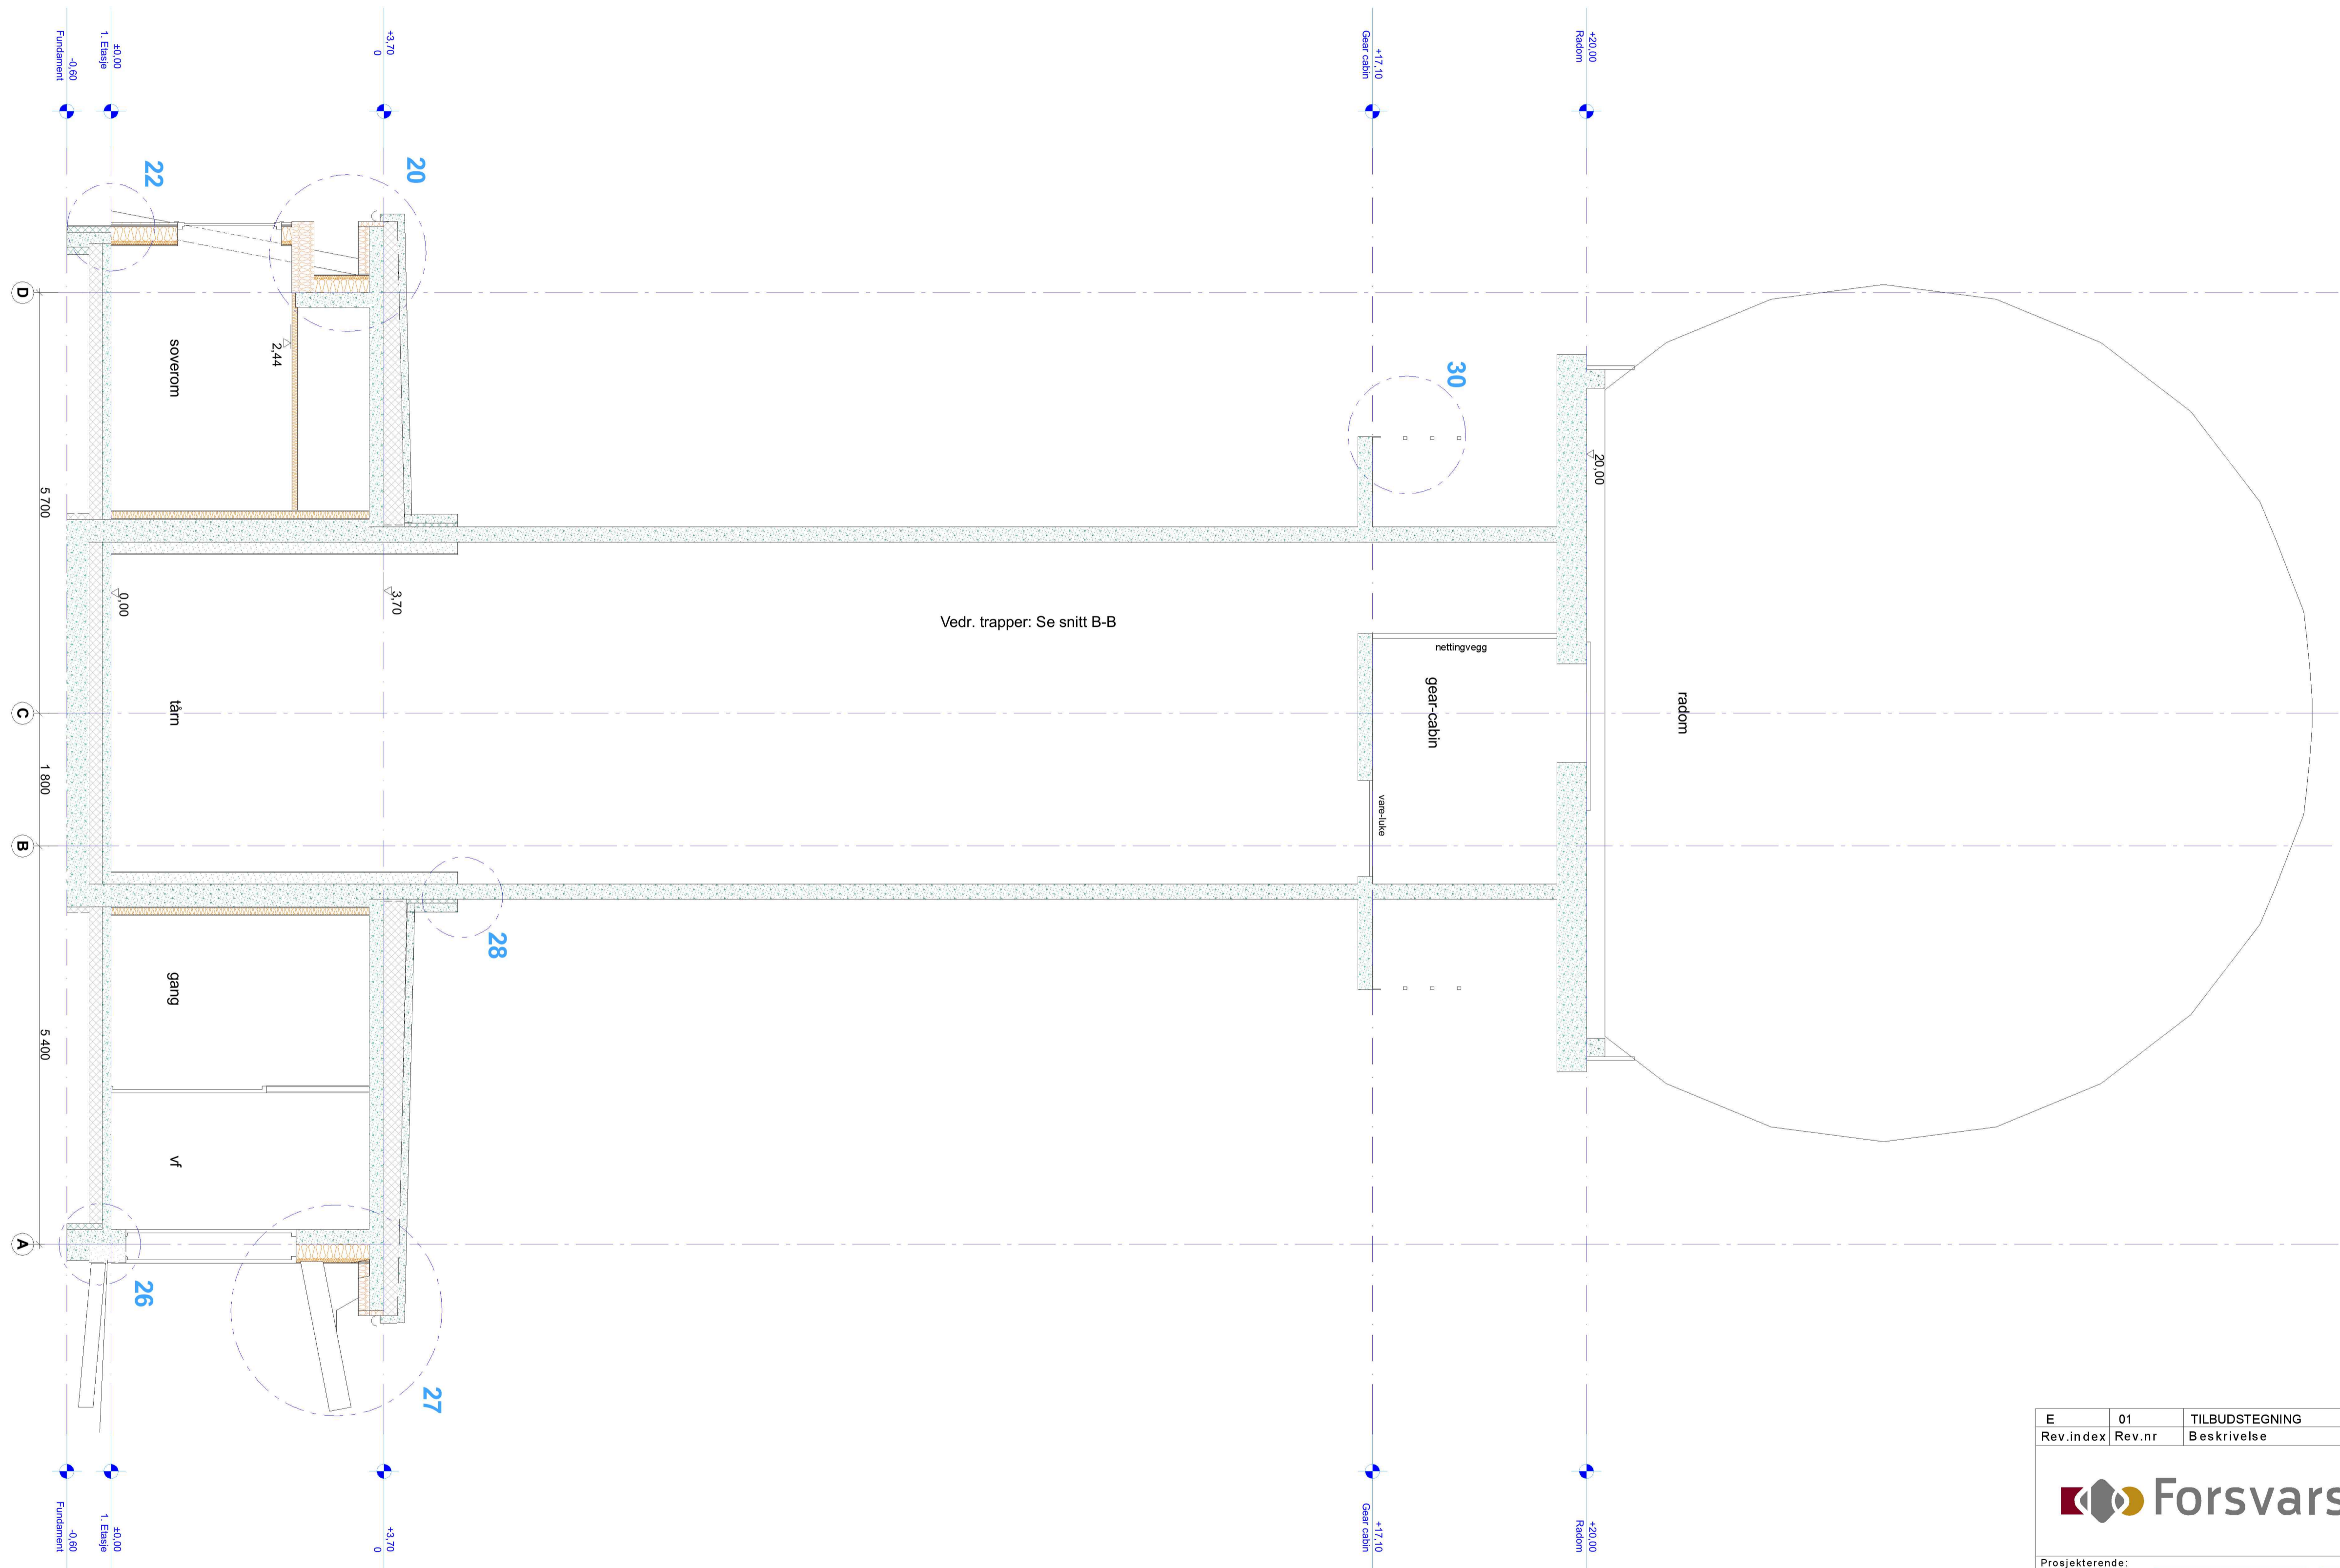 Fundament
-0,60
1. Etasje
±0,00
+3,70
0
Gear cabin
+17,10
Radom
+20,00
22
20
30
D
C
B
A
5 700
1 800
5 400
soverom
2,44
20,00
0,00
3,70
Vedr. trapper: Se snitt B-B
nettingvegg
gear-cabin
radom
tårn
vare-luke
28
gang
vf
26
27
Fundament
-0,60
1. Etasje
±0,00
+3,70
0
Gear cabin
+17,10
Radom
+20,00
E 01 TILBUDSTEGNING
Rev.index Rev.nr Beskrivelse
Forsvars
Prosjekterende: